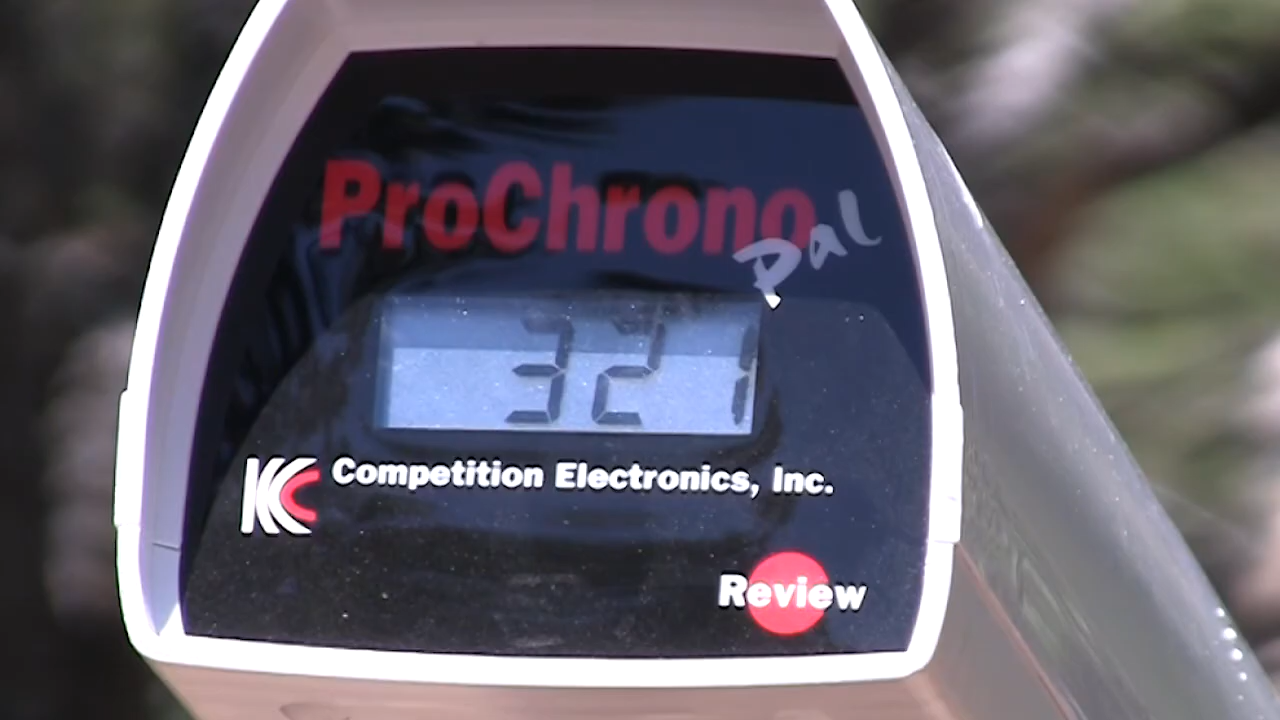 ProChrono
Pal
321
Competition Electronics, Inc.
Review